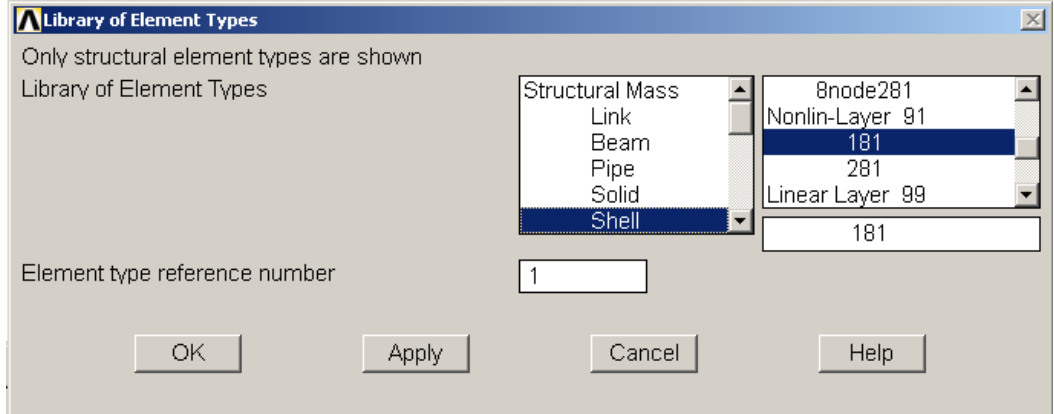 Library of Element Types
Only structural element types are shown
Library of Element Types
Structural Mass
Link
Beam
Pipe
Solid
Shell
8node281
Nonlin-Layer 91
181
281
Linear Layer 99
181
Element type reference number
1
OK Apply Cancel Help